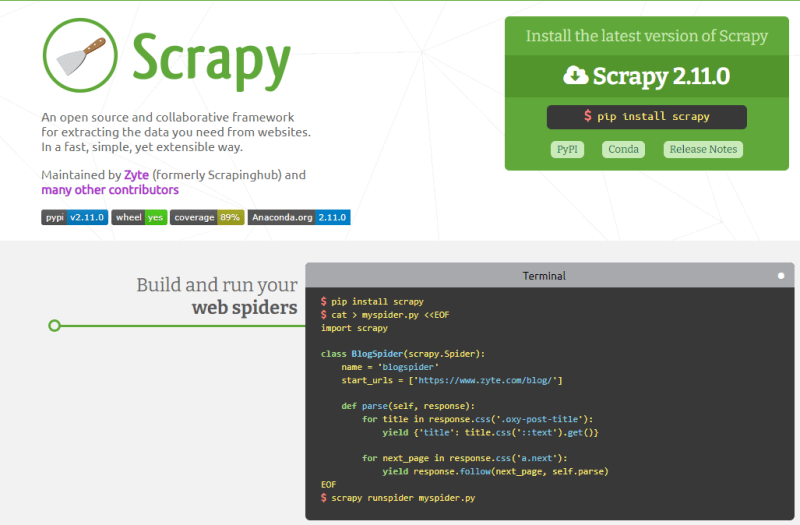 Scrapy
An open source and collaborative framework
for extracting the data you need from websites.
In a fast, simple, yet extensible way.
Maintained by Zyte (formerly Scrapinghub) and
many other contributors
pypi v2.11.0 wheel yes coverage 89% Anaconda.org 2.11.0
Install the latest version of Scrapy
Scrapy 2.11.0
$ pip install scrapy
PyPI Conda Release Notes
Build and run your
web spiders
Terminal
$ pip install scrapy
$ cat > myspider.py <<EOF
import scrapy
class BlogSpider(scrapy.Spider):
    name = 'blogspider'
    start_urls = ['https://www.zyte.com/blog/']
    def parse(self, response):
        for title in response.css('.oxy-post-title'):
            yield {'title': title.css('::text').get()}
        for next_page in response.css('a.next'):
            yield response.follow(next_page, self.parse)
EOF
$ scrapy runspider myspider.py